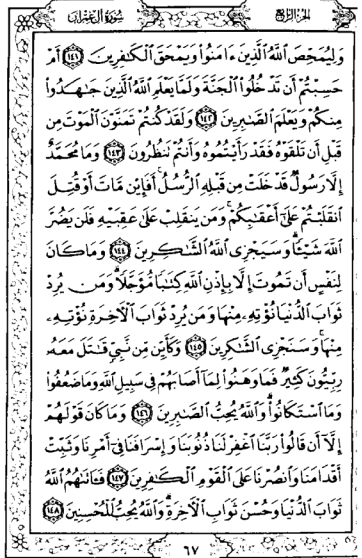 الجزء الرابع
سورة آل عمران
وَلِيُمَحِّصَ ٱللَّهُ ٱلَّذِينَ ءَامَنُوا۟ وَيَمْحَقَ ٱلْكَـٰفِرِينَ ١٤١ أَمْ
حَسِبْتُمْ أَن تَدْخُلُوا۟ ٱلْجَنَّةَ وَلَمَّا يَعْلَمِ ٱللَّهُ ٱلَّذِينَ جَـٰهَدُوا۟
مِنكُمْ وَيَعْلَمَ ٱلصَّـٰبِرِينَ ١٤٢ وَلَقَدْ كُنتُمْ تَمَنَّوْنَ ٱلْمَوْتَ مِن
قَبْلِ أَن تَلْقَوْهُ فَقَدْ رَأَيْتُمُوهُ وَأَنتُمْ تَنظُرُونَ ١٤٣ وَمَا مُحَمَّدٌ
إِلَّا رَسُولٌ قَدْ خَلَتْ مِن قَبْلِهِ ٱلرُّسُلُ أَفَإِي۟ن مَّاتَ أَوْ قُتِلَ
ٱنقَلَبْتُمْ عَلَىٰٓ أَعْقَـٰبِكُمْ وَمَن يَنقَلِبْ عَلَىٰ عَقِبَيْهِ فَلَن يَضُرَّ
ٱللَّهَ شَيْـًٔا وَسَيَجْزِى ٱللَّهُ ٱلشَّـٰكِرِينَ ١٤٤ وَمَا كَانَ
لِنَفْسٍ أَن تَمُوتَ إِلَّا بِإِذْنِ ٱللَّهِ كِتَـٰبًا مُّؤَجَّلًا وَمَن يُرِدْ
ثَوَابَ ٱلدُّنْيَا نُؤْتِهِۦ مِنْهَا وَمَن يُرِدْ ثَوَابَ ٱلْـَٔاخِرَةِ نُؤْتِهِۦ
مِنْهَا وَسَنَجْزِى ٱلشَّـٰكِرِينَ ١٤٥ وَكَأَيِّن مِّن نَّبِىٍّ قَـٰتَلَ مَعَهُۥ
رِبِّيُّونَ كَثِيرٌ فَمَا وَهَنُوا۟ لِمَآ أَصَابَهُمْ فِى سَبِيلِ ٱللَّهِ وَمَا ضَعُفُوا۟
وَمَا ٱسْتَكَانُوا۟ وَٱللَّهُ يُحِبُّ ٱلصَّـٰبِرِينَ ١٤٦ وَمَا كَانَ قَوْلَهُمْ
إِلَّآ أَن قَالُوا۟ رَبَّنَا ٱغْفِرْ لَنَا ذُنُوبَنَا وَإِسْرَافَنَا فِىٓ أَمْرِنَا وَثَبِّتْ
أَقْدَامَنَا وَٱنصُرْنَا عَلَى ٱلْقَوْمِ ٱلْكَـٰفِرِينَ ١٤٧ فَـَٔاتَىٰهُمُ ٱللَّهُ
ثَوَابَ ٱلدُّنْيَا وَحُسْنَ ثَوَابِ ٱلْـَٔاخِرَةِ وَٱللَّهُ يُحِبُّ ٱلْمُحْسِنِينَ ١٤٨
٦٧